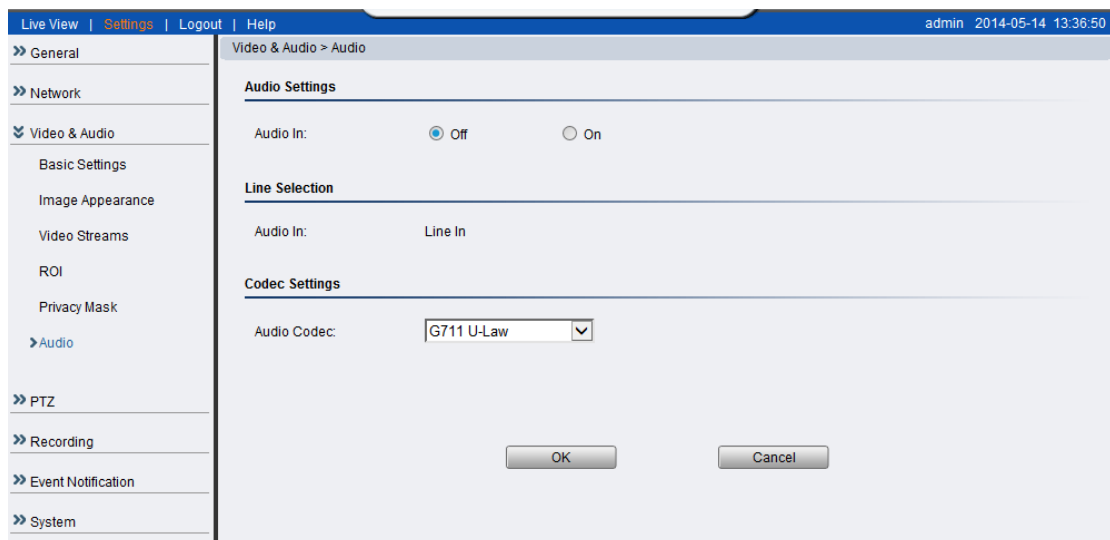 Live View | Settings | Logout | Help
admin 2014-05-14 13:36:50
General
Network
Video & Audio
Basic Settings
Image Appearance
Video Streams
ROI
Privacy Mask
Audio
PTZ
Recording
Event Notification
System
Video & Audio > Audio
Audio Settings
Audio In: Off On
Line Selection
Audio In: Line In
Codec Settings
Audio Codec: G711 U-Law
OK Cancel